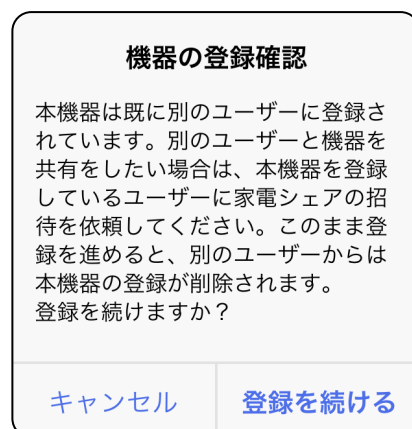 機器の登録確認
本機器は既に別のユーザーに登録さ
れています。別のユーザーと機器を
共有をしたい場合は、本機器を登録
しているユーザーに家電シェアの招
待を依頼してください。このまま登
録を進めると、別のユーザーからは
本機器の登録が削除されます。
登録を続けますか？
キャンセル
登録を続ける